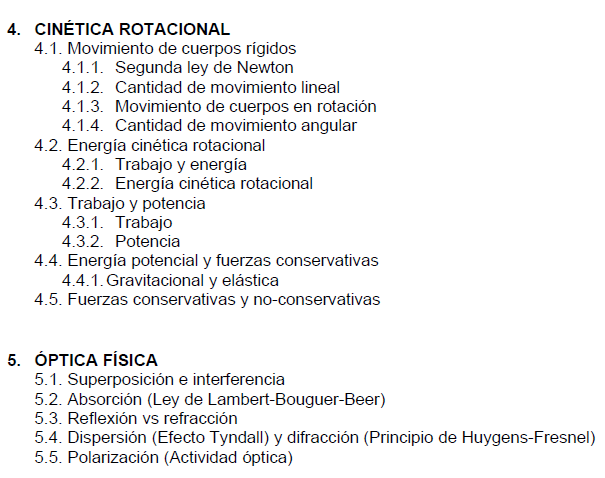 4. CINÉTICA ROTACIONAL
4.1. Movimiento de cuerpos rígidos
4.1.1. Segunda ley de Newton
4.1.2. Cantidad de movimiento lineal
4.1.3. Movimiento de cuerpos en rotación
4.1.4. Cantidad de movimiento angular
4.2. Energía cinética rotacional
4.2.1. Trabajo y energía
4.2.2. Energía cinética rotacional
4.3. Trabajo y potencia
4.3.1. Trabajo
4.3.2. Potencia
4.4. Energía potencial y fuerzas conservativas
4.4.1. Gravitacional y elástica
4.5. Fuerzas conservativas y no-conservativas
5. ÓPTICA FÍSICA
5.1. Superposición e interferencia
5.2. Absorción (Ley de Lambert-Bouguer-Beer)
5.3. Reflexión vs refracción
5.4. Dispersión (Efecto Tyndall) y difracción (Principio de Huygens-Fresnel)
5.5. Polarización (Actividad óptica)